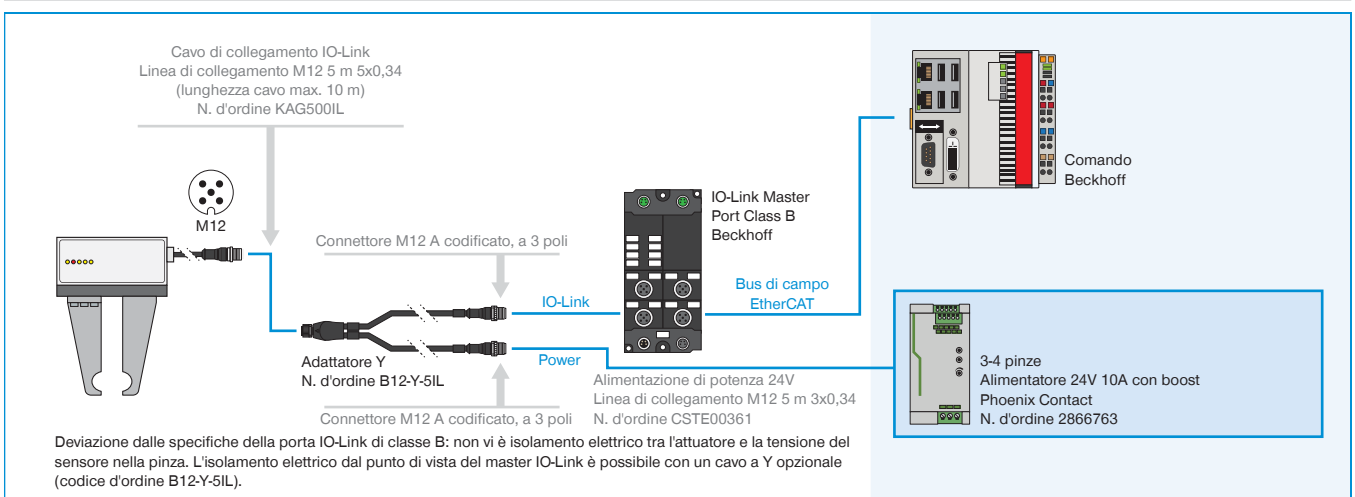 Cavo di collegamento IO-Link
Linea di collegamento M12 5 m 5x0,34
(lunghezza cavo max. 10 m)
N. d'ordine KAG500IL
M12
Connettore M12 A codificato, a 3 poli
IO-Link Master
Port Class B
Beckhoff
Comando
Beckhoff
IO-Link
Bus di campo
EtherCAT
Adattatore Y
N. d'ordine B12-Y-5IL
Power
Connettore M12 A codificato, a 3 poli
Alimentazione di potenza 24V
Linea di collegamento M12 5 m 3x0,34
N. d'ordine CSTE00361
3-4 pinze
Alimentatore 24V 10A con boost
Phoenix Contact
N. d'ordine 2866763
Deviazione dalle specifiche della porta IO-Link di classe B: non vi è isolamento elettrico tra l'attuatore e la tensione del
sensore nella pinza. L'isolamento elettrico dal punto di vista del master IO-Link è possibile con un cavo a Y opzionale
(codice d'ordine B12-Y-5IL).